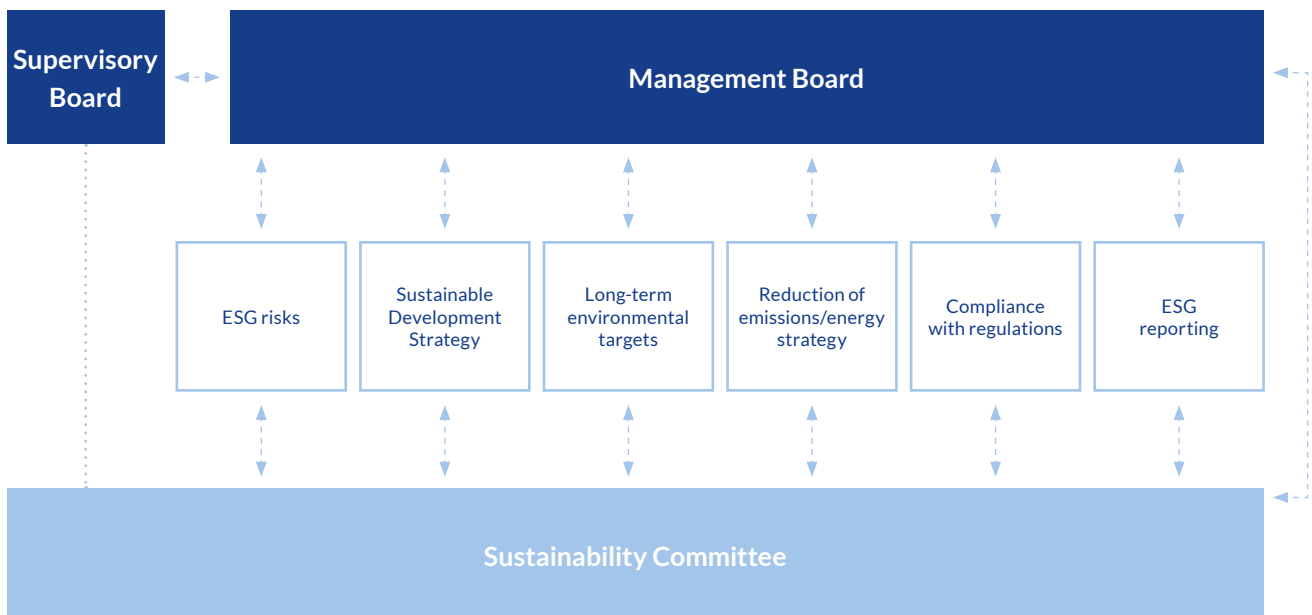 Supervisory
Board
Management Board
ESG risks
Sustainable
Development
Strategy
Long-term
environmental
targets
Reduction of
emissions/energy
strategy
Compliance
with regulations
ESG
reporting
Sustainability Committee